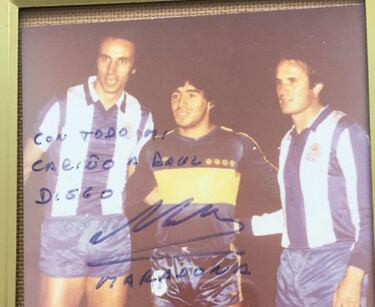 CON TODO MI
CARIÑO A RAUL
DIEGO
MARADONA